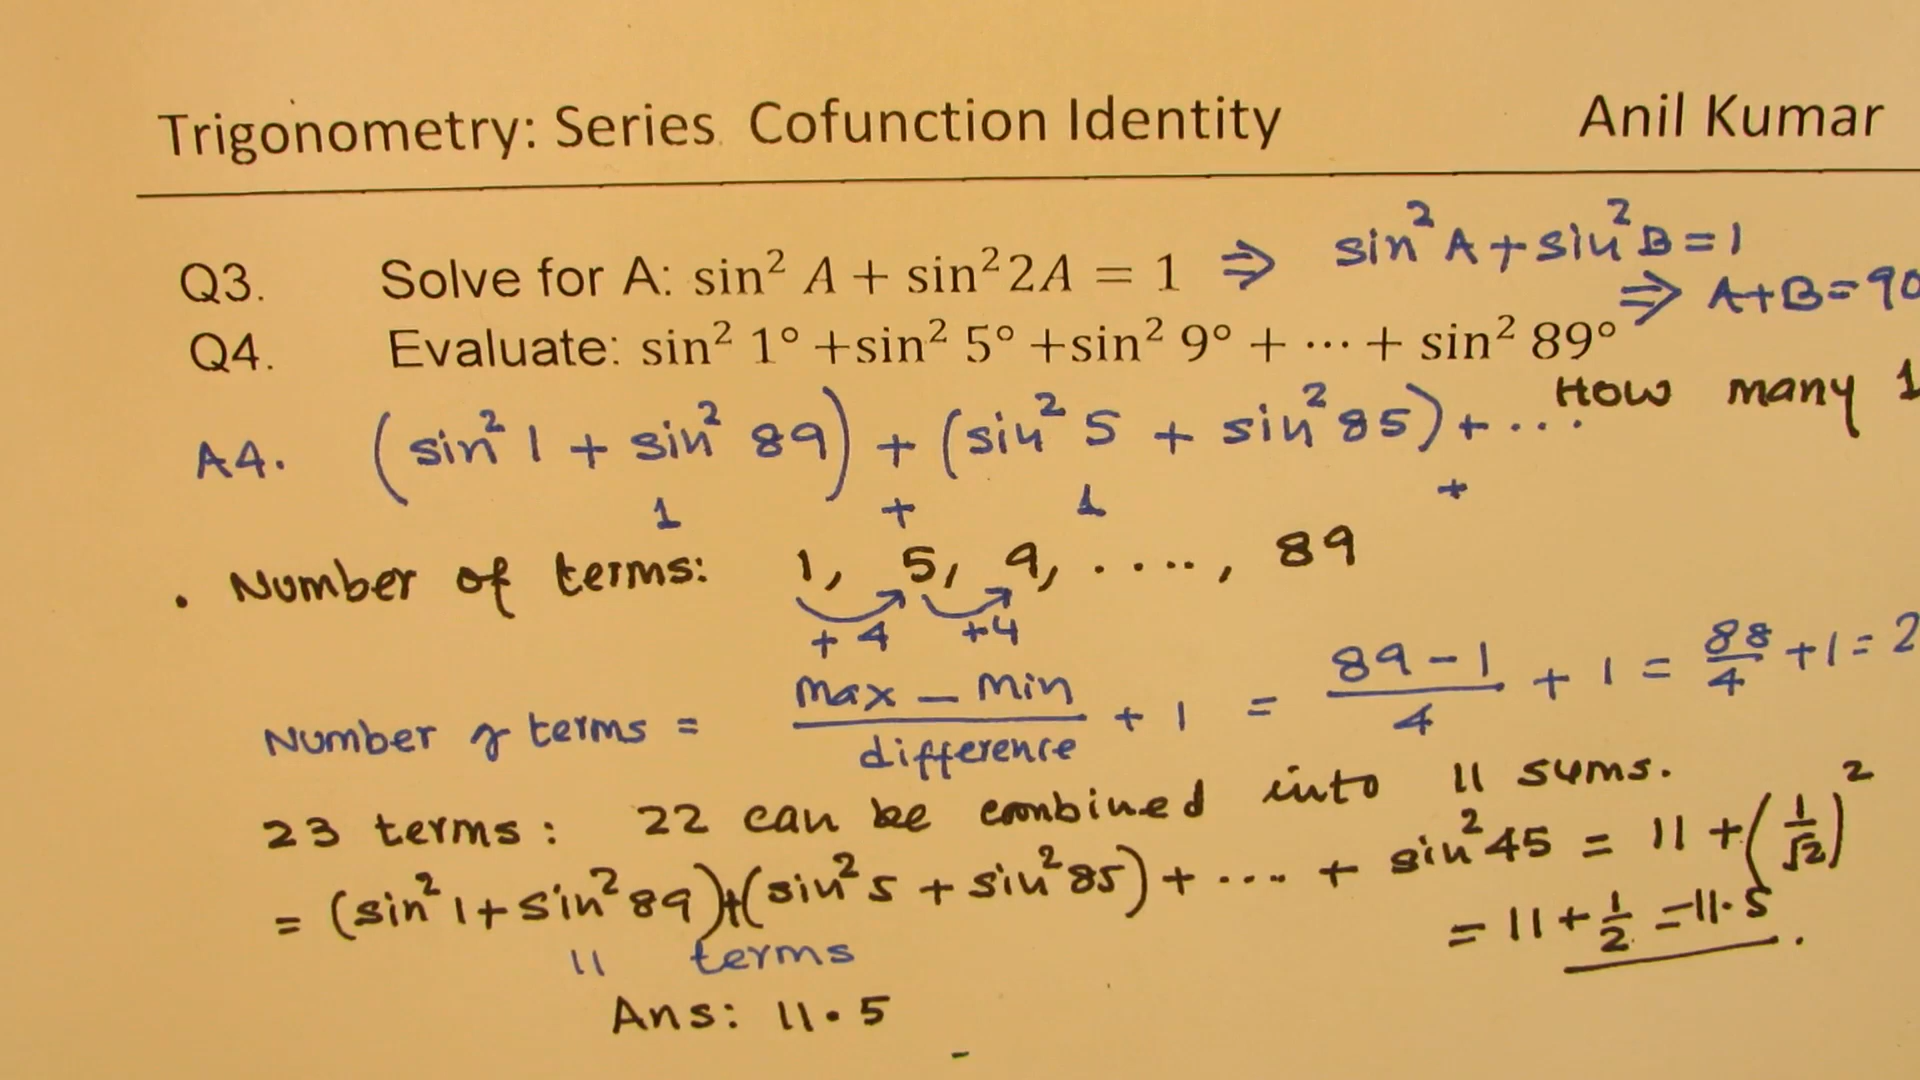 Trigonometry: Series Cofunction Identity Anil Kumar
Q3. Solve for A: sin² A + sin² 2A = 1 ⇒ sin² A + sin² B = 1
⇒ A+B=90
Q4. Evaluate: sin² 1° +sin² 5° +sin² 9° + ⋯ + sin² 89°
How many 1
A4. (sin² 1 + sin² 89) + (sin² 5 + sin² 85) + ....
1 + 1 +
. Number of terms: 1, 5, 9, ....., 89
+4 +4
Number of terms = (max – min)/difference + 1 = (89-1)/4 + 1 = 88/4 +1 = 2
23 terms: 22 can be combined into 11 sums.
= (sin² 1 + sin² 89)+(sin² 5 + sin² 85) + .... + sin² 45 = 11 + (1/√2)²
11 terms = 11 + 1/2 = 11.5.
Ans: 11.5